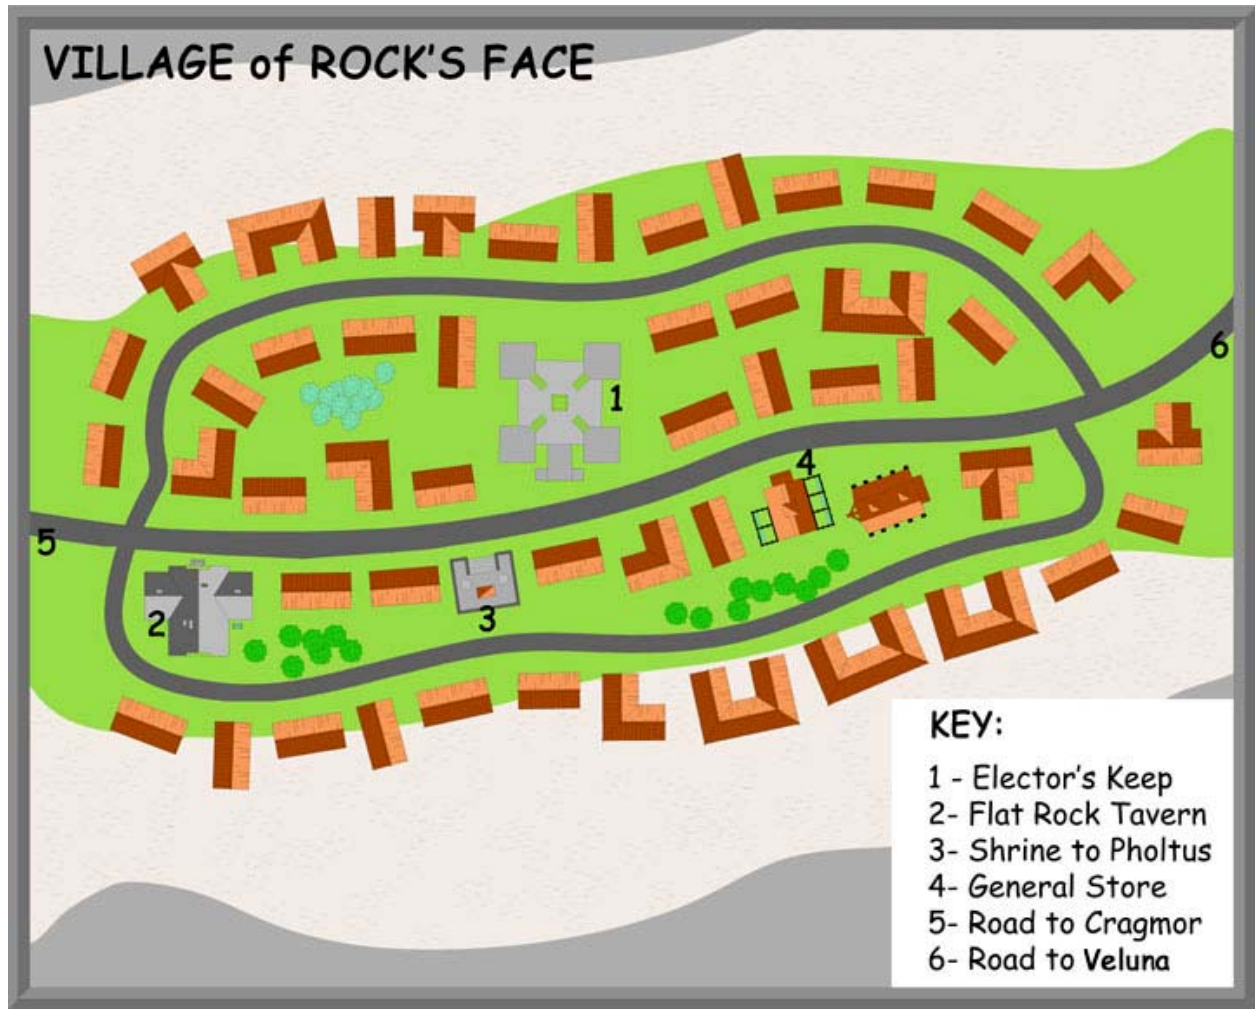 VILLAGE of ROCK'S FACE
1
6
4
5
2
3
KEY:
1 - Elector's Keep
2- Flat Rock Tavern
3- Shrine to Pholtus
4- General Store
5- Road to Cragmor
6- Road to Veluna